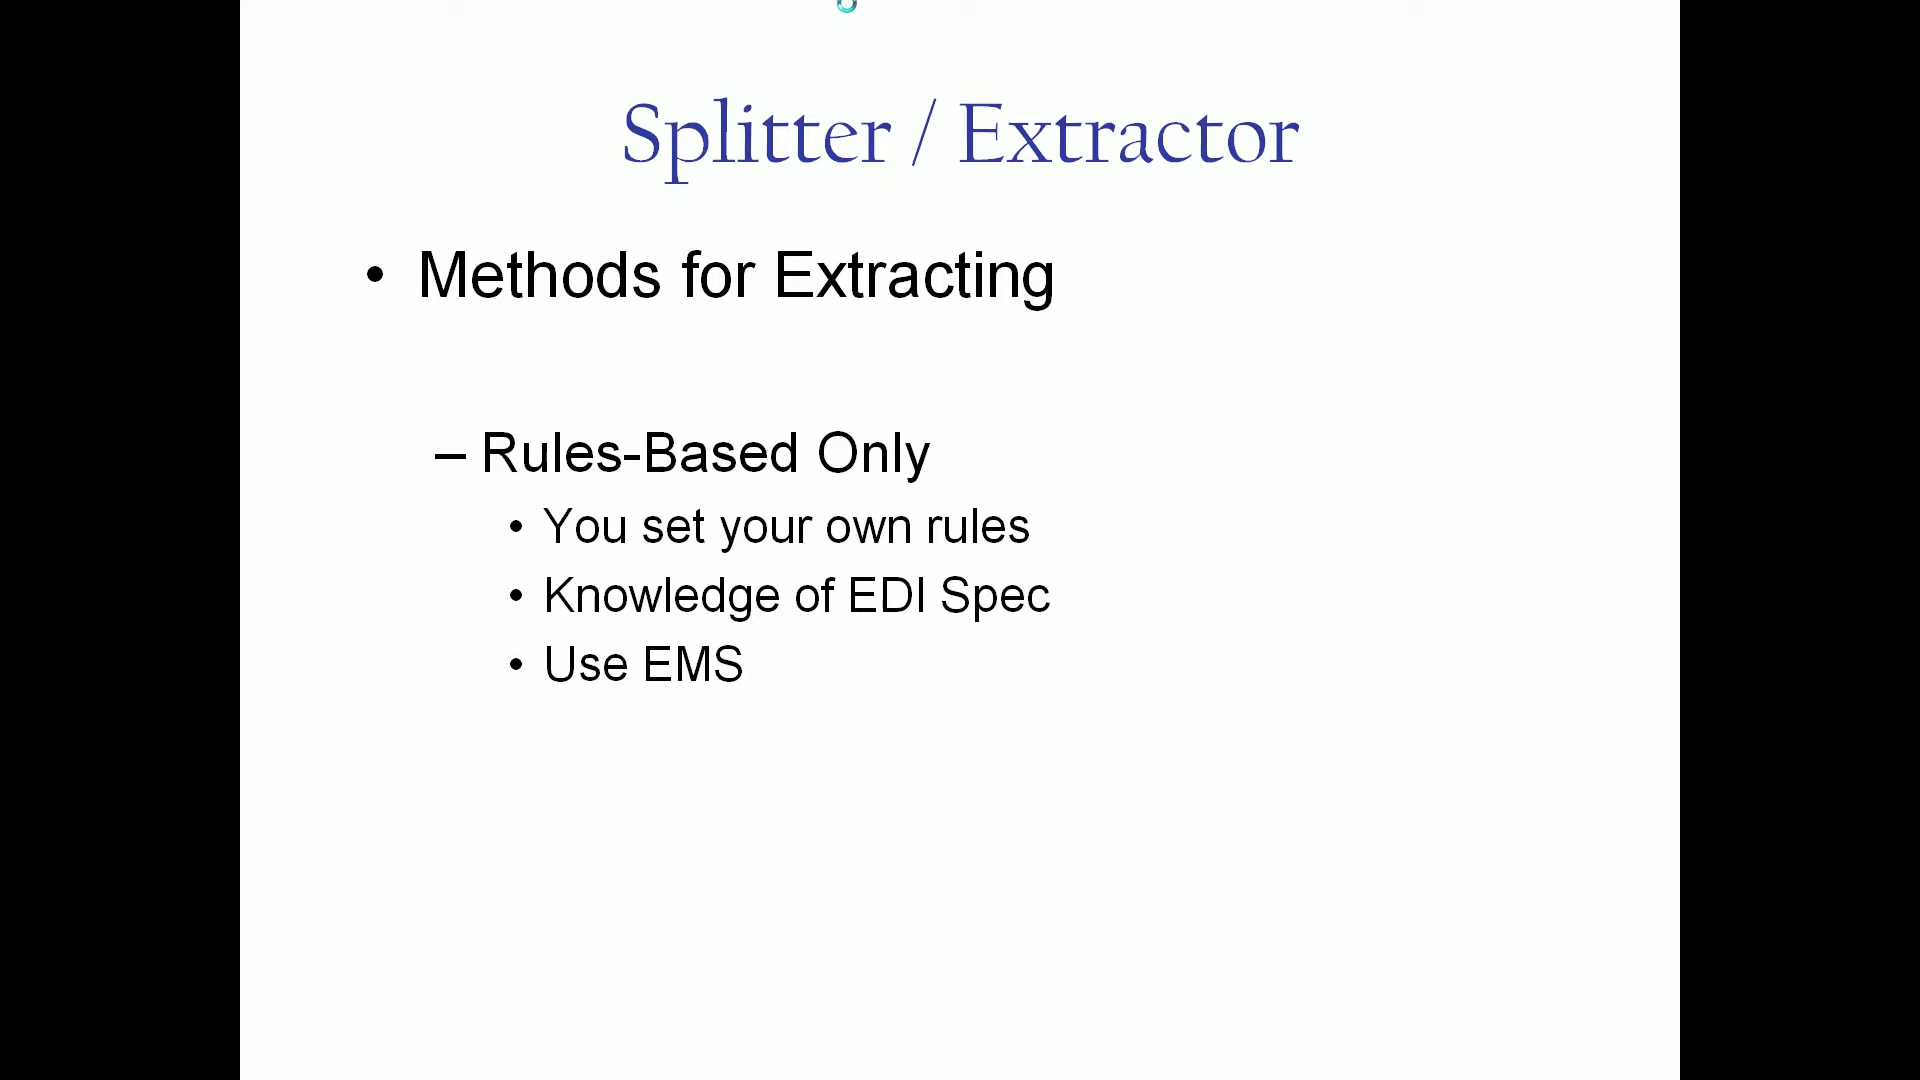 Splitter / Extractor
• Methods for Extracting
– Rules-Based Only
• You set your own rules
• Knowledge of EDI Spec
• Use EMS